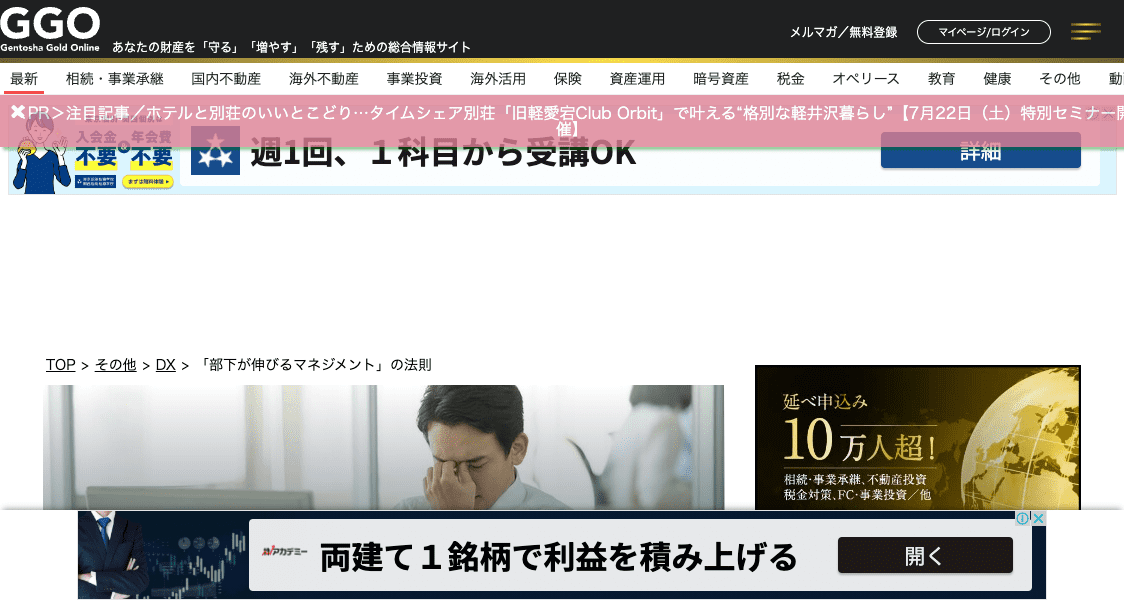 GGO
Gentosha Gold Online
あなたの財産を「守る」「増やす」「残す」ための総合情報サイト
メルマガ／無料登録
マイページ/ログイン
最新 相続・事業承継 国内不動産 海外不動産 事業投資 海外活用 保険 資産運用 暗号資産 税金 オペリース 教育 健康 その他
PR＞注目記事／ホテルと別荘のいいとこどり…タイムシェア別荘「旧軽愛宕Club Orbit」で叶える“格別な軽井沢暮らし”【7月22日（土）特別セミナー開
催】
入会金 & 年会費
不要 不要
まずは無料体験
週1回、１科目から受講OK
詳細
TOP > その他 > DX > 「部下が伸びるマネジメント」の法則
延べ申込み
10万人超！
相続・事業承継、不動産投資
税金対策、FC・事業投資／他
株アカデミー
両建て１銘柄で利益を積み上げる
開く